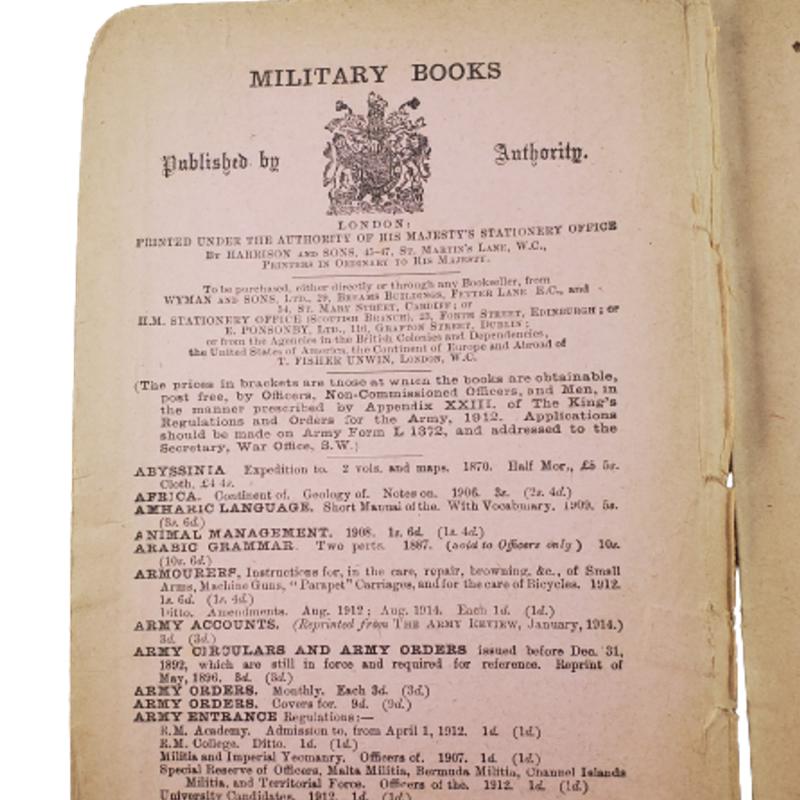 MILITARY BOOKS
Published by Authority.
LONDON:
PRINTED UNDER THE AUTHORITY OF HIS MAJESTY'S STATIONERY OFFICE
BY HARRISON AND SONS, 45-47, ST. MARTIN'S LANE, W.C.,
PRINTERS IN ORDINARY TO HIS MAJESTY.
To be purchased, either directly or through any Bookseller, from
WYMAN AND SONS, LTD., 29, BREAMS BUILDINGS, FETTER LANE E.C., and
54, ST. MARY STREET, CARDIFF; or
H.M. STATIONERY OFFICE (SCOTTISH BRANCH), 23, FORTH STREET, EDINBURGH; or
E. PONSONBY, LTD., 116, GRAFTON STREET, DUBLIN;
or from the Agencies in the British Colonies and Dependencies,
the United States of America, the Continent of Europe and Abroad of
T. FISHER UNWIN, LONDON, W.C.
(The prices in brackets are those at which the books are obtainable,
post free, by Officers, Non-Commissioned Officers, and Men, in
the manner prescribed by Appendix XXIII. of The King's
Regulations and Orders for the Army, 1912. Applications
should be made on Army Form L 1372, and addressed to the
Secretary, War Office, S.W.)
ABYSSINIA Expedition to. 2 vols. and maps. 1870. Half Mor., £5 5s.
Cloth, £4 4s.
AFRICA. Continent of. Geology of. Notes on. 1906. 3s. (2s. 4d.)
AMHARIC LANGUAGE. Short Manual of the. With Vocabulary. 1909. 5s.
(3s. 6d.)
ANIMAL MANAGEMENT. 1908. 1s. 6d. (1s. 4d.)
ARABIC GRAMMAR. Two parts. 1887. (sold to Officers only) 10s.
(10s. 6d.)
ARMOURERS, Instructions for, in the care, repair, browning, &c., of Small
Arms, Machine Guns, "Parapet" Carriages, and for the care of Bicycles. 1912.
1s. 6d. (1s. 4d.)
Ditto. Amendments. Aug. 1912; Aug. 1914. Each 1d. (1d.)
ARMY ACCOUNTS. (Reprinted from THE ARMY REVIEW, January, 1914.)
3d. (3d.)
ARMY CIRCULARS AND ARMY ORDERS issued before Dec. 31,
1892, which are still in force and required for reference. Reprint of
May, 1896. 3d. (3d.)
ARMY ORDERS. Monthly. Each 3d. (3d.)
ARMY ORDERS. Covers for. 9d. (9d.)
ARMY ENTRANCE Regulations:—
R.M. Academy. Admission to, from April 1, 1912. 1d. (1d.)
R.M. College. Ditto. 1d. (1d.)
Militia and Imperial Yeomanry. Officers of. 1907. 1d. (1d.)
Special Reserve of Officers, Malta Militia, Bermuda Militia, Channel Islands
Militia, and Territorial Force. Officers of the. 1912. 1d. (1d.)
University Candidates. 1912. 1d. (1d.)